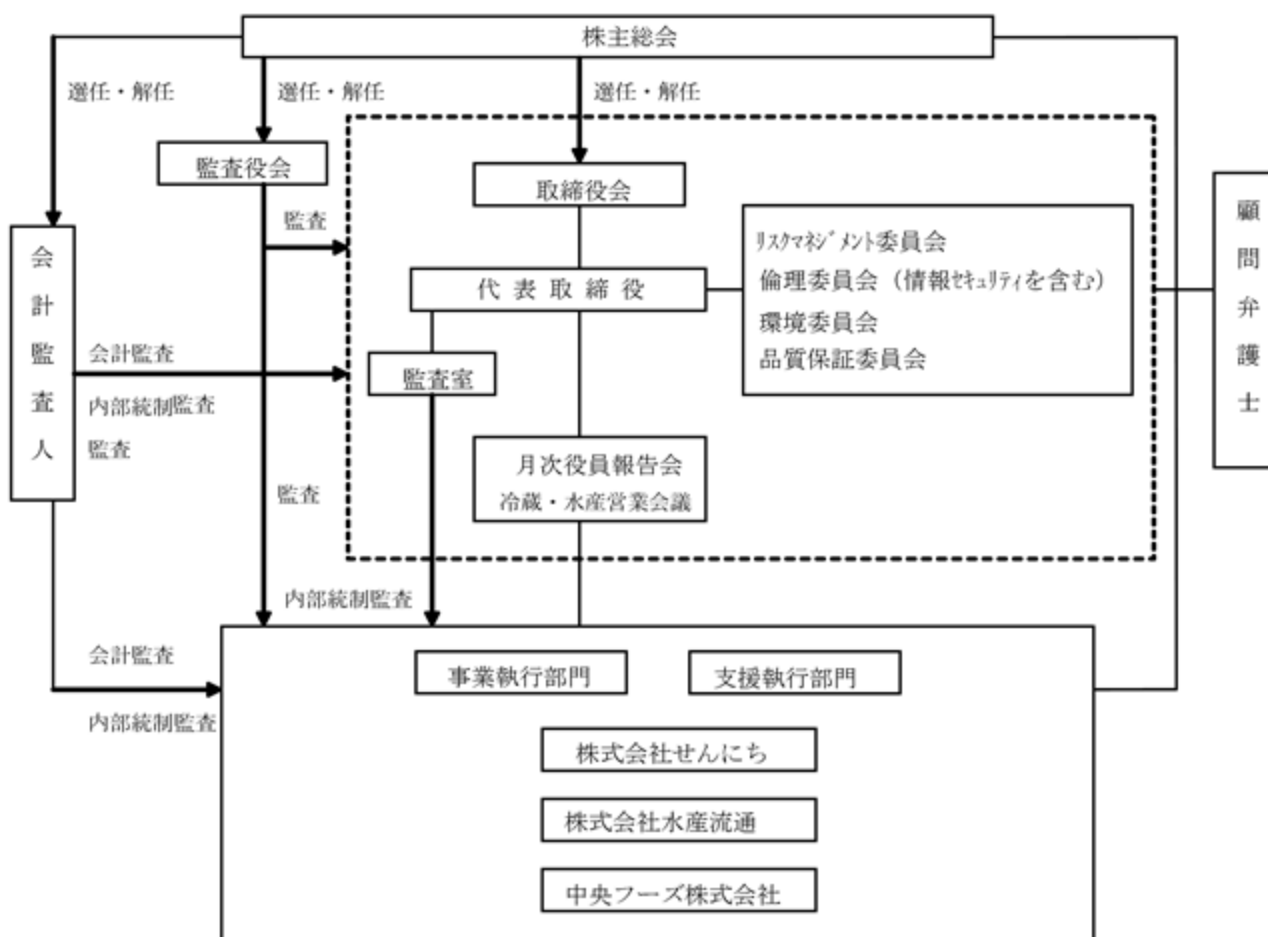 株主総会
選任・解任
選任・解任
選任・解任
監査役会
取締役会
監査
リスクマネジメント委員会
倫理委員会（情報セキュリティを含む）
環境委員会
品質保証委員会
顧問弁護士
会計監査人
代表取締役
会計監査
内部統制監査
監査
監査室
月次役員報告会
冷蔵・水産営業会議
監査
内部統制監査
会計監査
内部統制監査
事業執行部門
支援執行部門
株式会社せんにち
株式会社水産流通
中央フーズ株式会社